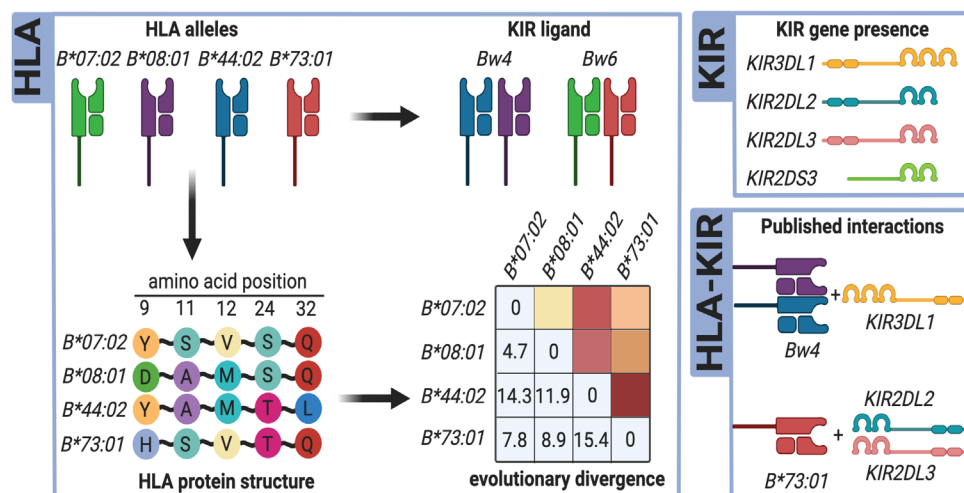 HLA
HLA alleles
B*07:02 B*08:01 B*44:02 B*73:01
KIR ligand
Bw4 Bw6
amino acid position
9 11 12 24 32
B*07:02 Y S V S Q
B*08:01 D A M S Q
B*44:02 Y A M T L
B*73:01 H S V T Q
HLA protein structure
B*07:02 B*08:01 B*44:02 B*73:01
B*07:02 0
B*08:01 4.7 0
B*44:02 14.3 11.9 0
B*73:01 7.8 8.9 15.4 0
evolutionary divergence
KIR
KIR gene presence
KIR3DL1
KIR2DL2
KIR2DL3
KIR2DS3
HLA-KIR
Published interactions
+
KIR3DL1
Bw4
KIR2DL2
+
KIR2DL3
B*73:01